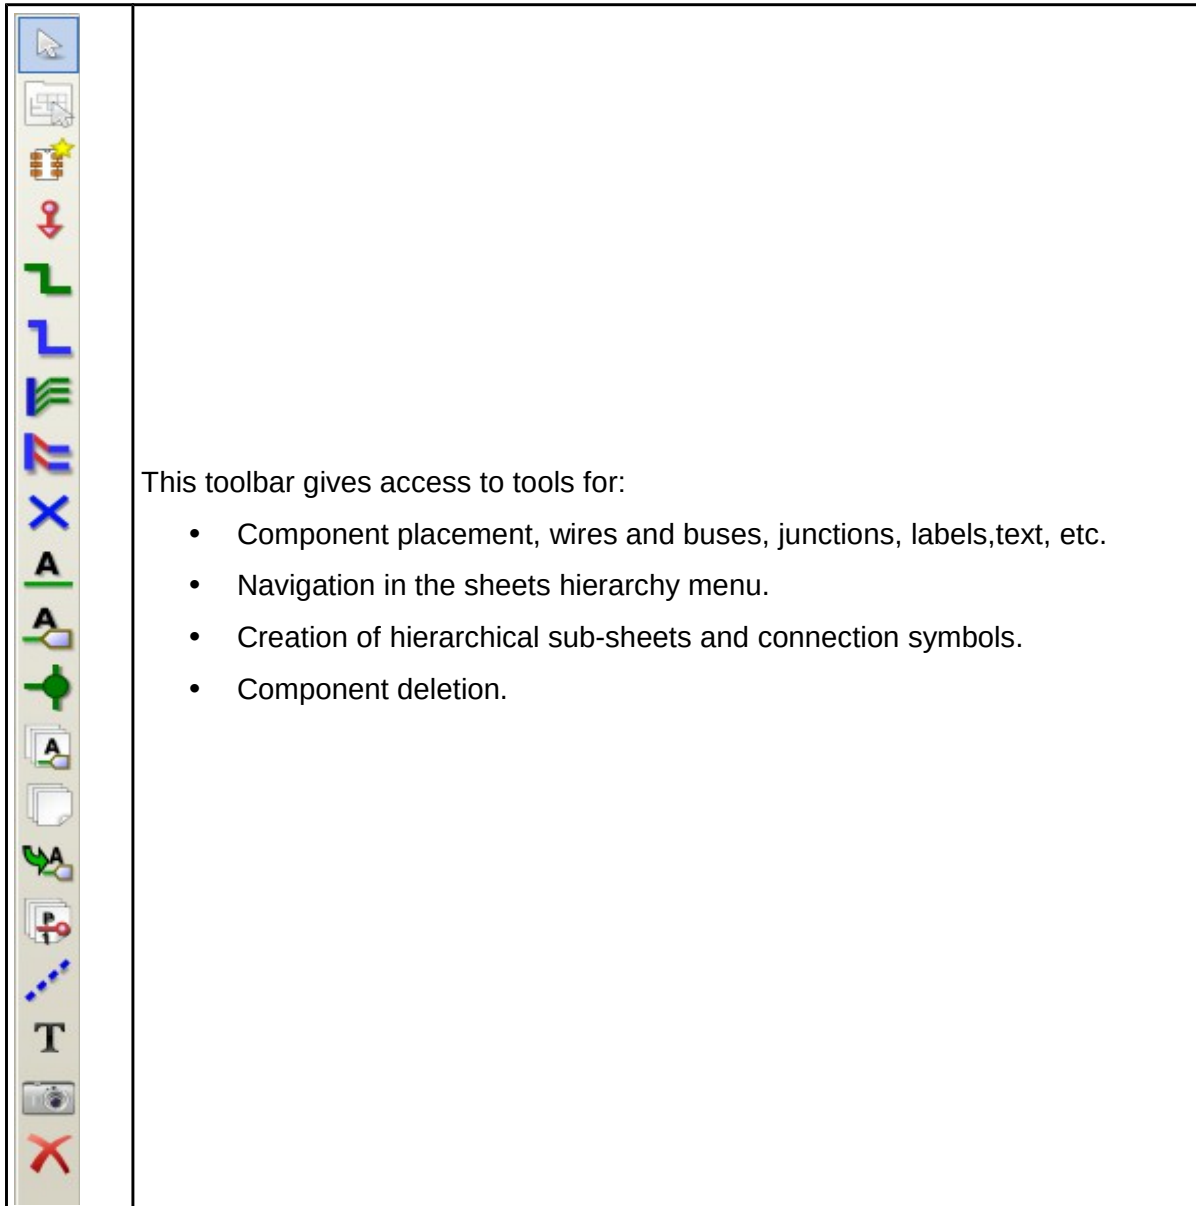 This toolbar gives access to tools for:
• Component placement, wires and buses, junctions, labels,text, etc.
• Navigation in the sheets hierarchy menu.
• Creation of hierarchical sub-sheets and connection symbols.
• Component deletion.
A
A
A
A
P
1
T